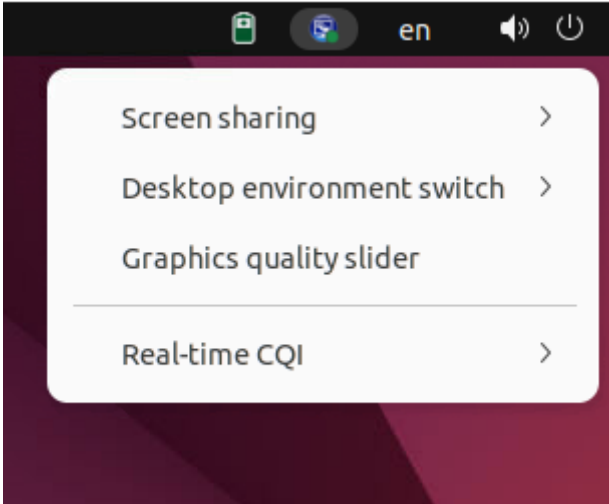 en
Screen sharing
Desktop environment switch
Graphics quality slider
Real-time CQI